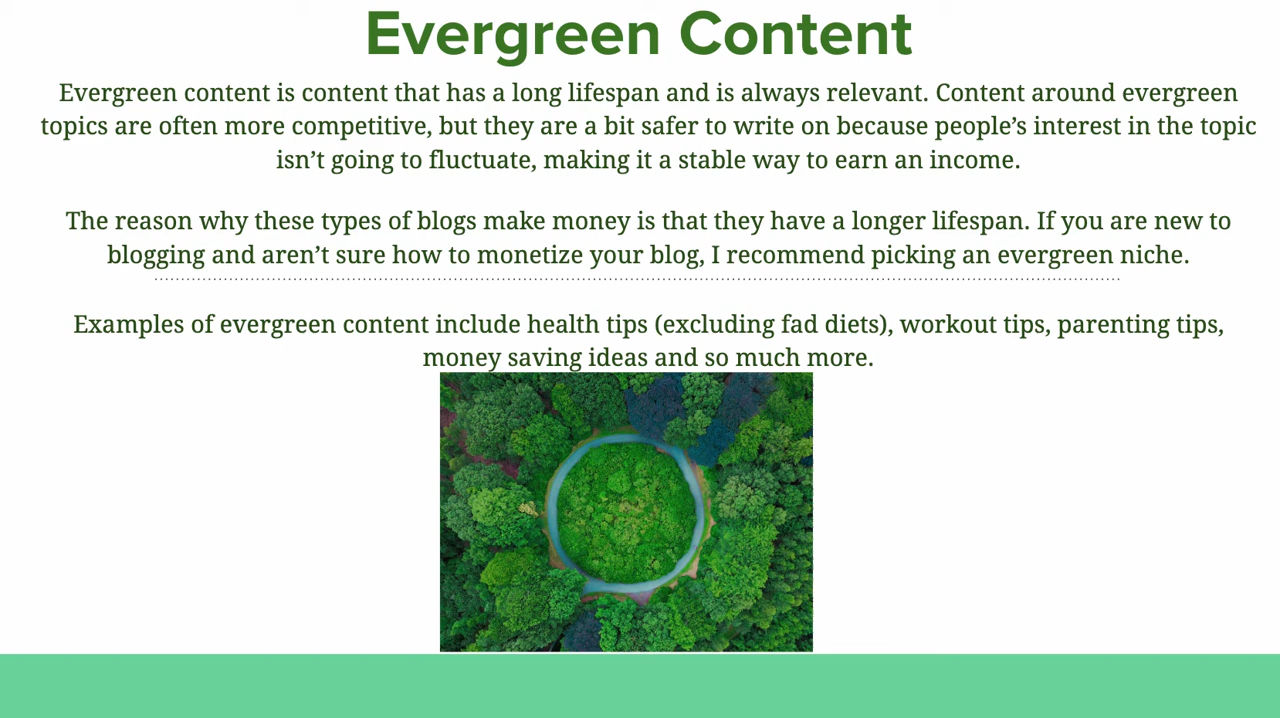 Evergreen Content
Evergreen content is content that has a long lifespan and is always relevant. Content around evergreen
topics are often more competitive, but they are a bit safer to write on because people’s interest in the topic
isn’t going to fluctuate, making it a stable way to earn an income.
The reason why these types of blogs make money is that they have a longer lifespan. If you are new to
blogging and aren’t sure how to monetize your blog, I recommend picking an evergreen niche.
Examples of evergreen content include health tips (excluding fad diets), workout tips, parenting tips,
money saving ideas and so much more.